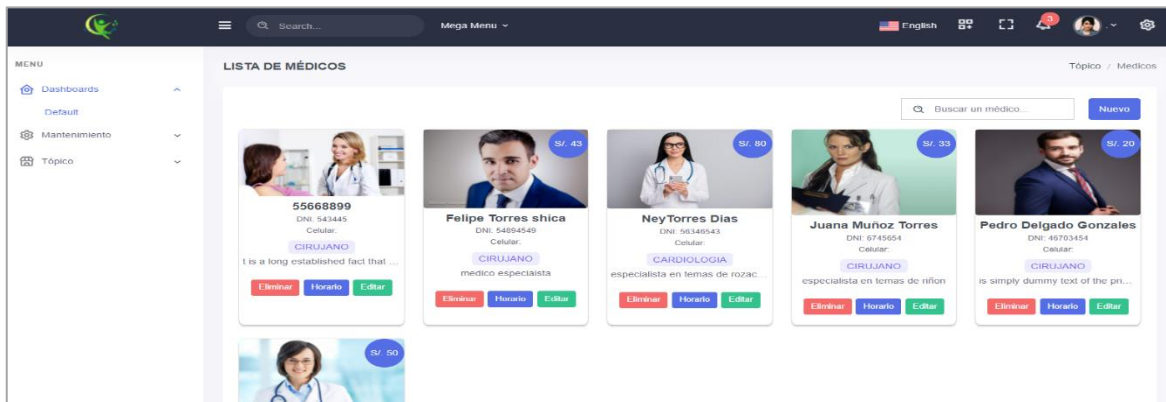 Search...
Mega Menu
English
3
MENU
Dashboards
Default
Mantenimiento
Tópico
LISTA DE MÉDICOS
Tópico / Medicos
Buscar un médico...
Nuevo
55668899
DNI: 543445
Celular:
CIRUJANO
t is a long established fact that ...
Eliminar Horario Editar
S/. 43
Felipe Torres shica
DNI: 54894549
Celular:
CIRUJANO
medico especiaista
Eliminar Horario Editar
S/. 80
NeyTorres Dias
DNI: 56346543
Celular:
CARDIOLOGIA
especialista en temas de rozac...
Eliminar Horario Editar
S/. 33
Juana Muñoz Torres
DNI: 6745654
Celular:
CIRUJANO
especialista en temas de riñon
Eliminar Horario Editar
S/. 20
Pedro Delgado Gonzales
DNI: 46703454
Celular:
CIRUJANO
is simply dummy text of the pri...
Eliminar Horario Editar
S/. 50